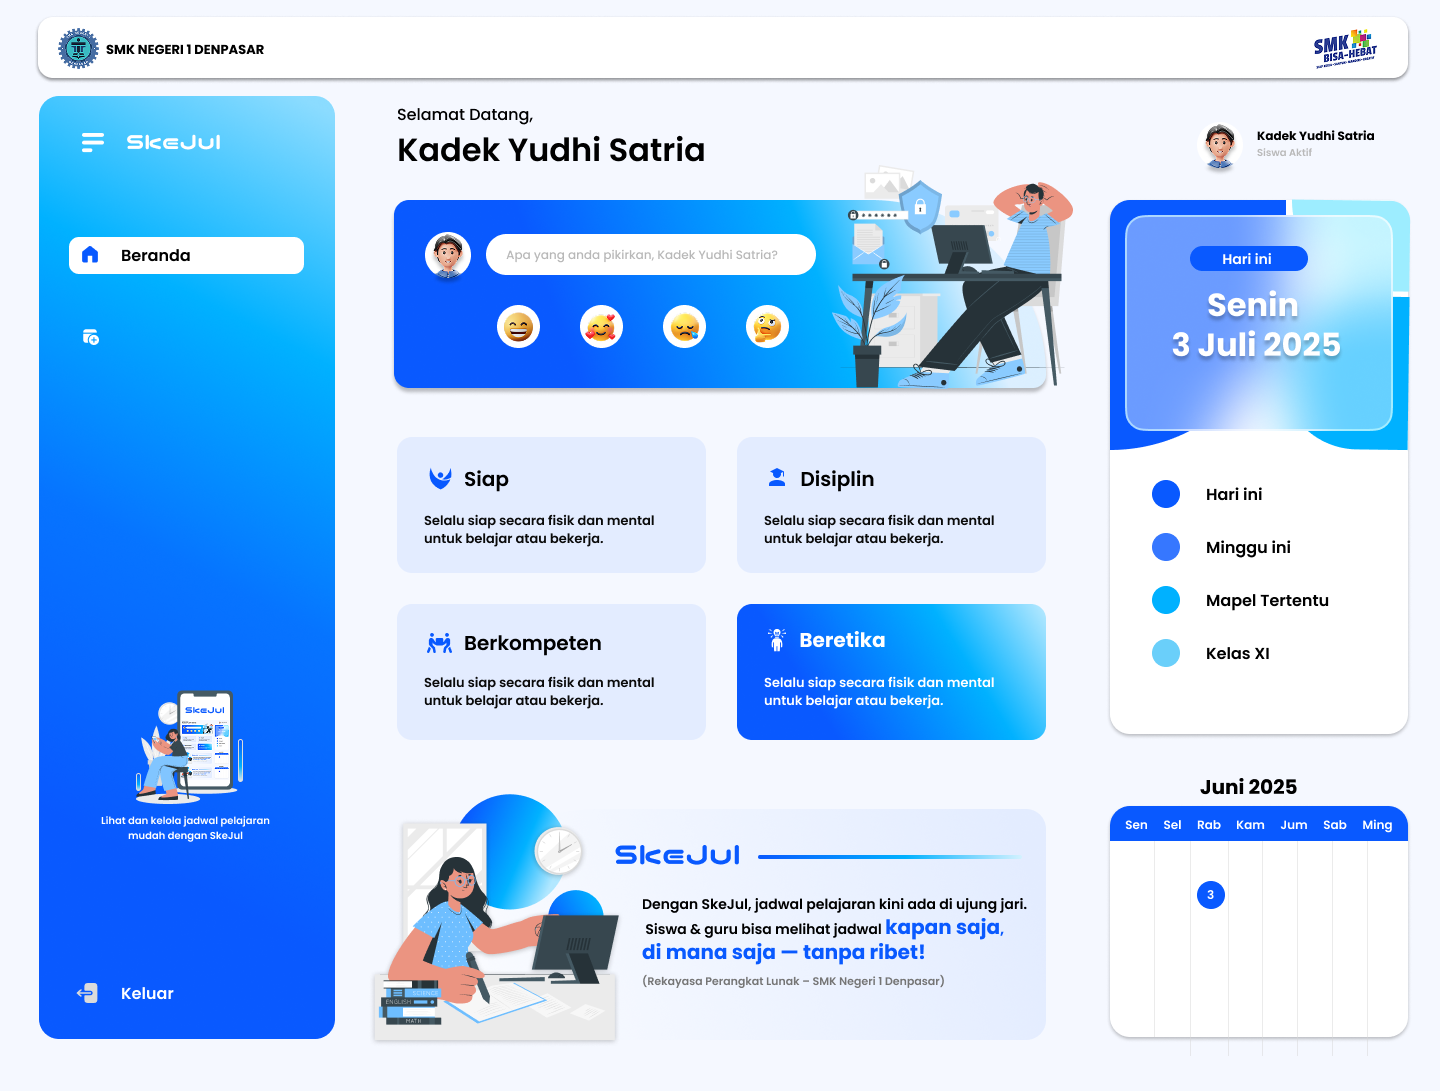 SMK NEGERI 1 DENPASAR
SMK
BISA-HEBAT
SkeJul
Beranda
Lihat dan kelola jadwal pelajaran
mudah dengan SkeJul
Keluar
Selamat Datang,
Kadek Yudhi Satria
Apa yang anda pikirkan, Kadek Yudhi Satria?
Siap
Selalu siap secara fisik dan mental
untuk belajar atau bekerja.
Disiplin
Selalu siap secara fisik dan mental
untuk belajar atau bekerja.
Berkompeten
Selalu siap secara fisik dan mental
untuk belajar atau bekerja.
Beretika
Selalu siap secara fisik dan mental
untuk belajar atau bekerja.
SCIENCE
ENGLISH
MATH
SkeJul
Dengan SkeJul, jadwal pelajaran kini ada di ujung jari.
Siswa & guru bisa melihat jadwal kapan saja,
di mana saja — tanpa ribet!
(Rekayasa Perangkat Lunak – SMK Negeri 1 Denpasar)
Kadek Yudhi Satria
Siswa Aktif
Hari ini
Senin
3 Juli 2025
Hari ini
Minggu ini
Mapel Tertentu
Kelas XI
Juni 2025
Sen Sel Rab Kam Jum Sab Ming
3
SkeJul